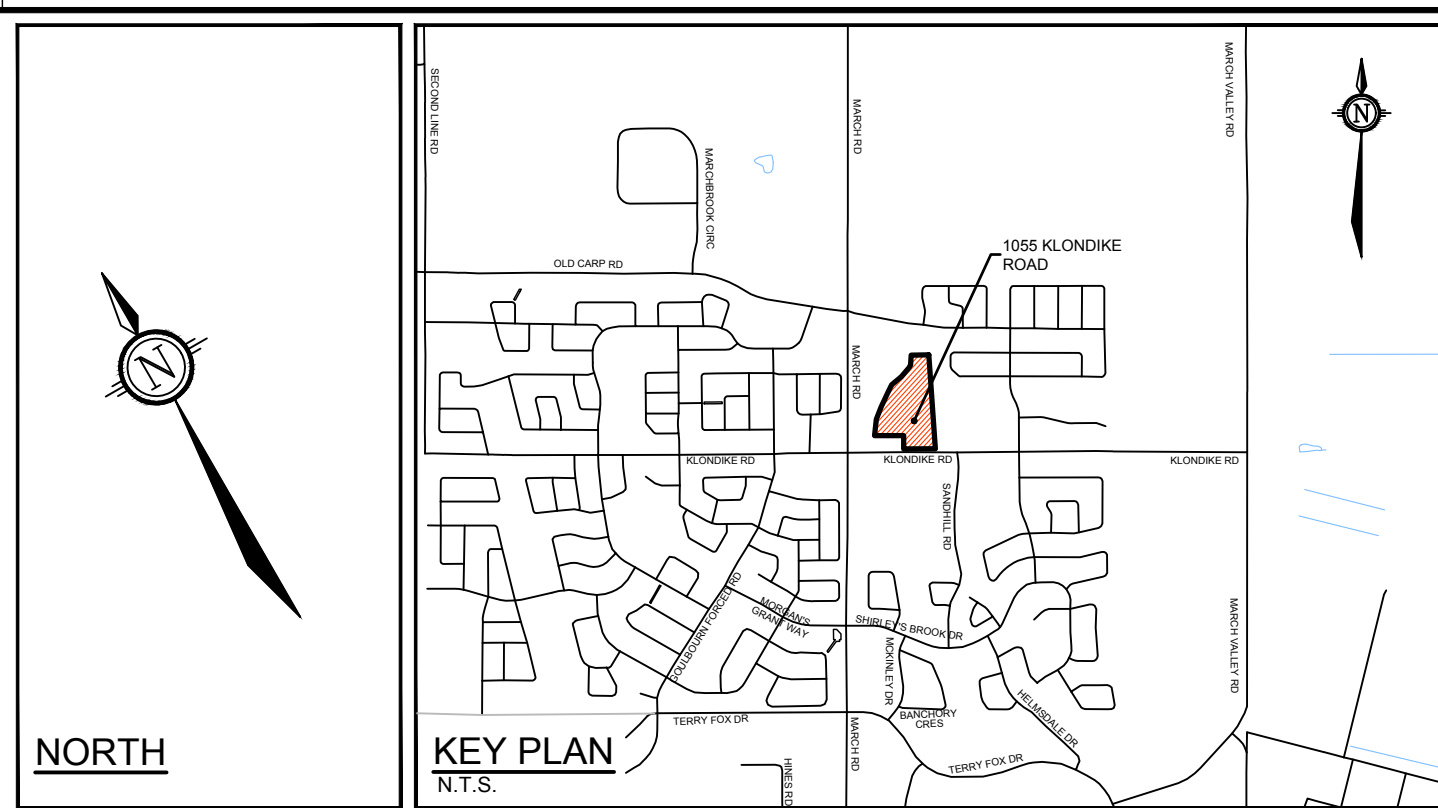 N
NORTH
SECOND LINE RD
MARCHBROOK CIRC
MARCH RD
MARCH VALLEY RD
N
OLD CARP RD
1055 KLONDIKE
ROAD
MARCH RD
KLONDIKE RD
KLONDIKE RD
KLONDIKE RD
SANDHILL RD
GOULBOURN FORCED RD
MORGAN'S
GRANT WAY
SHIRLEY'S BROOK DR
MCKINLEY DR
MARCH VALLEY RD
BANCHORY
CRES
HELMSDALE DR
TERRY FOX DR
MARCH RD
TERRY FOX DR
HINES RD
KEY PLAN
N.T.S.